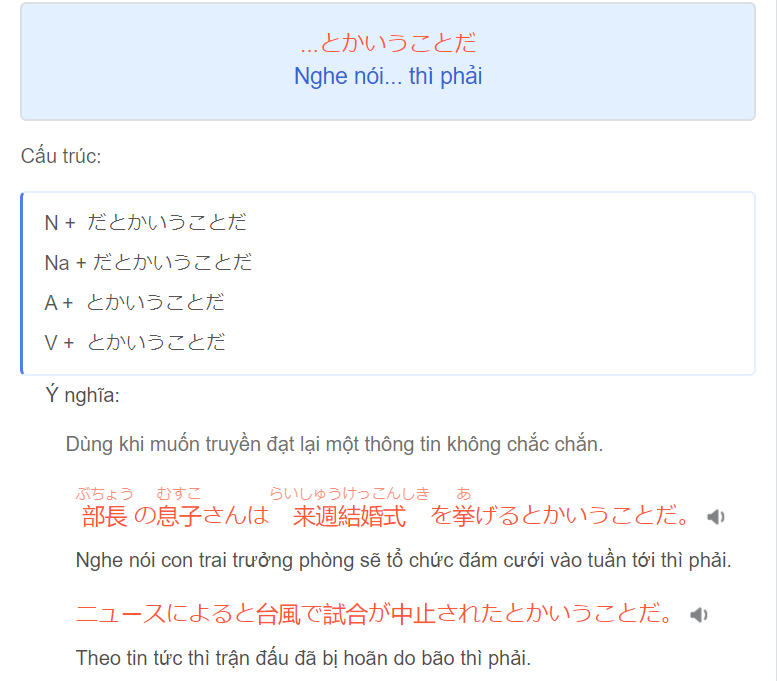 ...とかいうことだ
Nghe nói... thì phải
Cấu trúc:
N + だとかいうことだ
Na + だとかいうことだ
A + とかいうことだ
V + とかいうことだ
Ý nghĩa:
Dùng khi muốn truyền đạt lại một thông tin không chắc chắn.
ぶちょう むすこ らいしゅうけっこんしき あ
部長の息子さんは来週結婚式を挙げるとかいうことだ。
Nghe nói con trai trưởng phòng sẽ tổ chức đám cưới vào tuần tới thì phải.
ニュースによると台風で試合が中止されたとかいうことだ。
Theo tin tức thì trận đấu đã bị hoãn do bão thì phải.